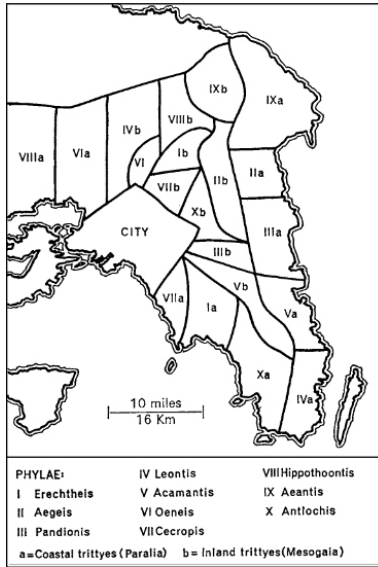 IXb
IXa
IVb
VIIIb
VIIIa
VIa
Ib
VI
IIb
IIa
VIIb
Xb
IIIa
CITY
IIIb
Vb
VIIa
Ia
Va
Xa
IVa
10 miles
16 Km
PHYLAE:
IV Leontis
VIII Hippothoontis
I Erechtheis
V Acamantis
IX Aeantis
II Aegeis
VI Oeneis
X Antiochis
III Pandionis
VII Cecropis
a = Coastal trittyes (Paralia) b = Inland trittyes (Mesogaia)